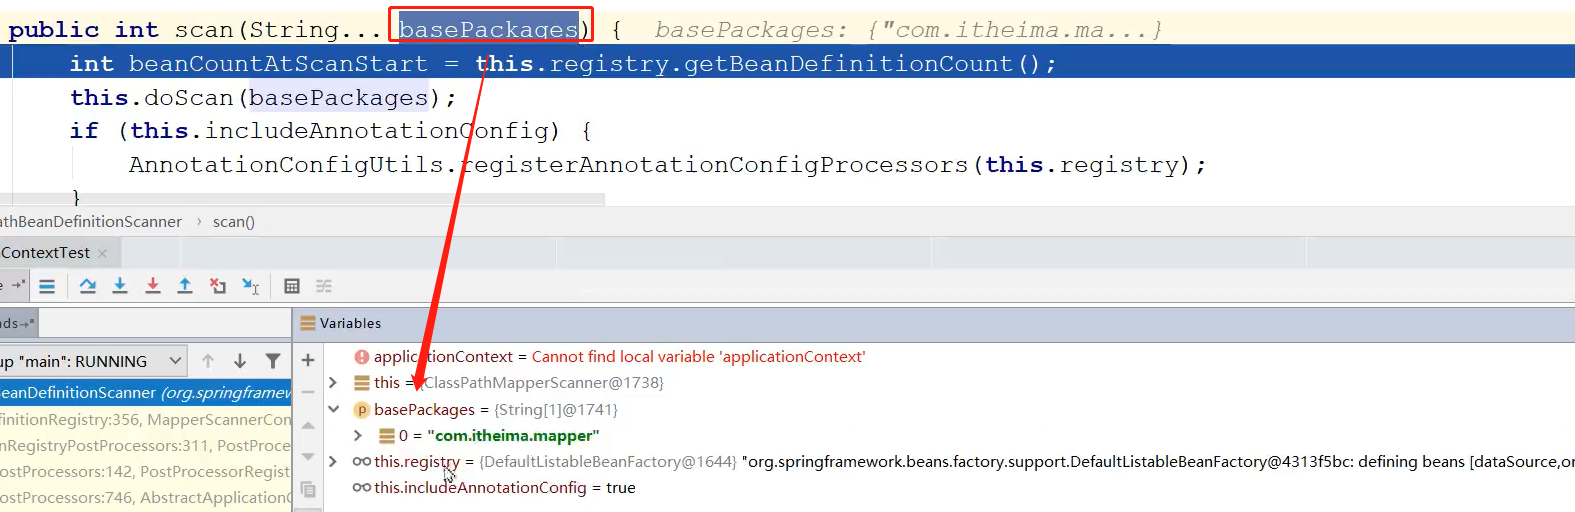 public int scan(String... basePackages) {  basePackages: {"com.itheima.ma...}
int beanCountAtScanStart = this.registry.getBeanDefinitionCount();
this.doScan(basePackages);
if (this.includeAnnotationConfig) {
AnnotationConfigUtils.registerAnnotationConfigProcessors(this.registry);
}
athBeanDefinitionScanner › scan()
ContextTest ×
Variables
up "main": RUNNING
applicationContext = Cannot find local variable 'applicationContext'
BeanDefinitionScanner (org.springframew
this = {ClassPathMapperScanner@1738}
finitionRegistry:356, MapperScannerCon
p basePackages = {String[1]@1741}
nRegistryPostProcessors:311, PostProce
0 = "com.itheima.mapper"
ostProcessors:142, PostProcessorRegist
this.registry = {DefaultListableBeanFactory@1644} "org.springframework.beans.factory.support.DefaultListableBeanFactory@4313f5bc: defining beans [dataSource,or
ostProcessors:746, AbstractApplicationC
this.includeAnnotationConfig = true